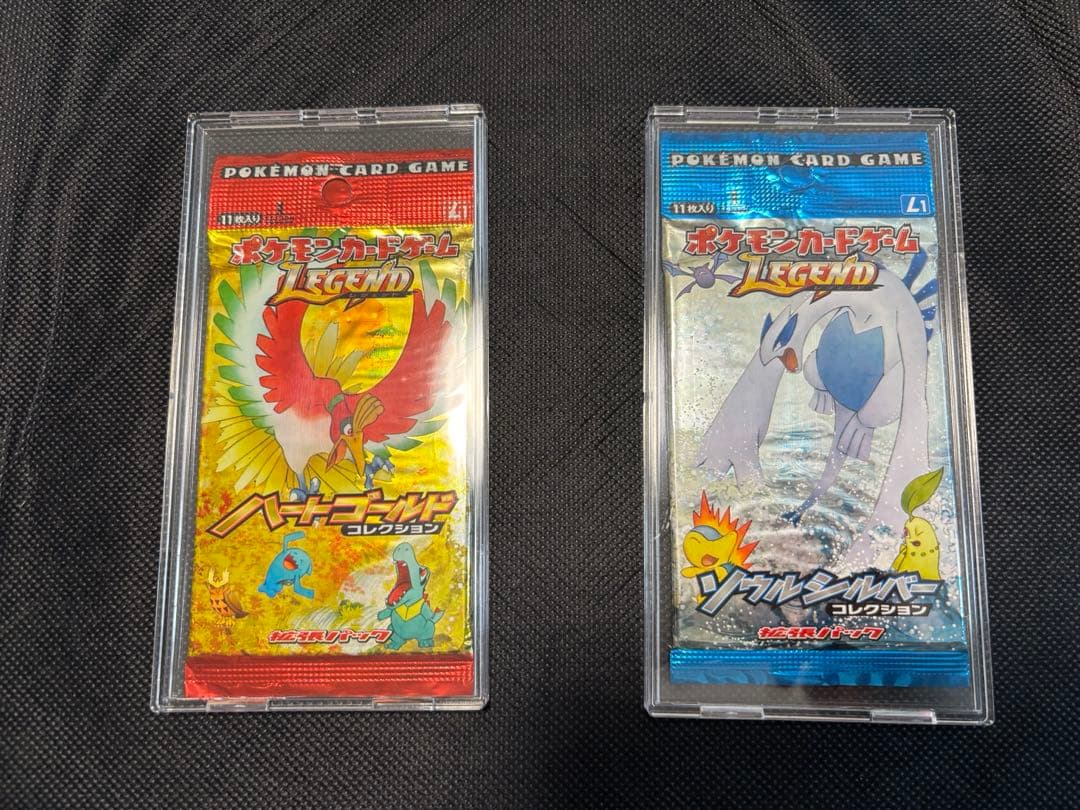 POKÉMON CARD GAME
11枚入り
L1
ポケモンカードゲーム
LEGEND
ハートゴールド
コレクション
拡張パック
POKÉMON CARD GAME
11枚入り
L1
ポケモンカードゲーム
LEGEND
ソウルシルバー
コレクション
拡張パック